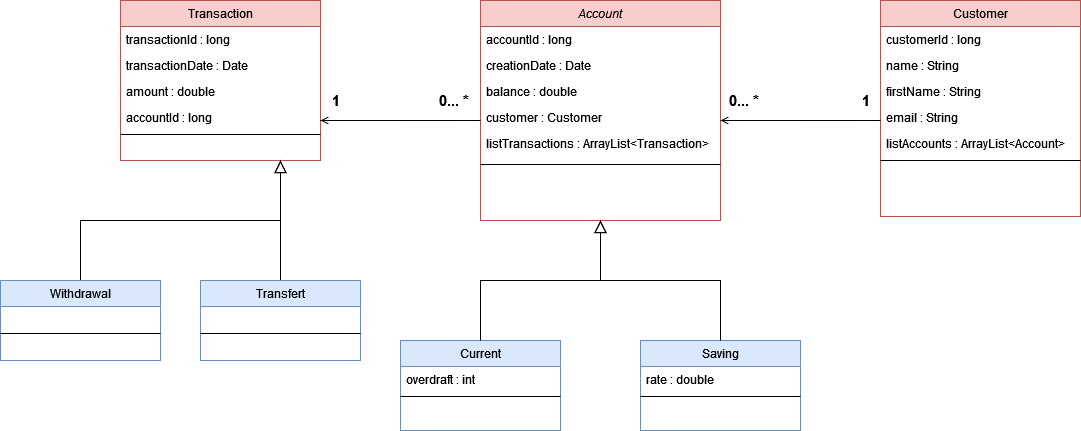 Transaction
transactionId : long
transactionDate : Date
amount : double
accountId : long
1
0... *
Account
accountId : long
creationDate : Date
balance : double
customer : Customer
listTransactions : ArrayList<Transaction>
0... *
1
Customer
customerId : long
name : String
firstName : String
email : String
listAccounts : ArrayList<Account>
Withdrawal
Transfert
Current
overdraft : int
Saving
rate : double